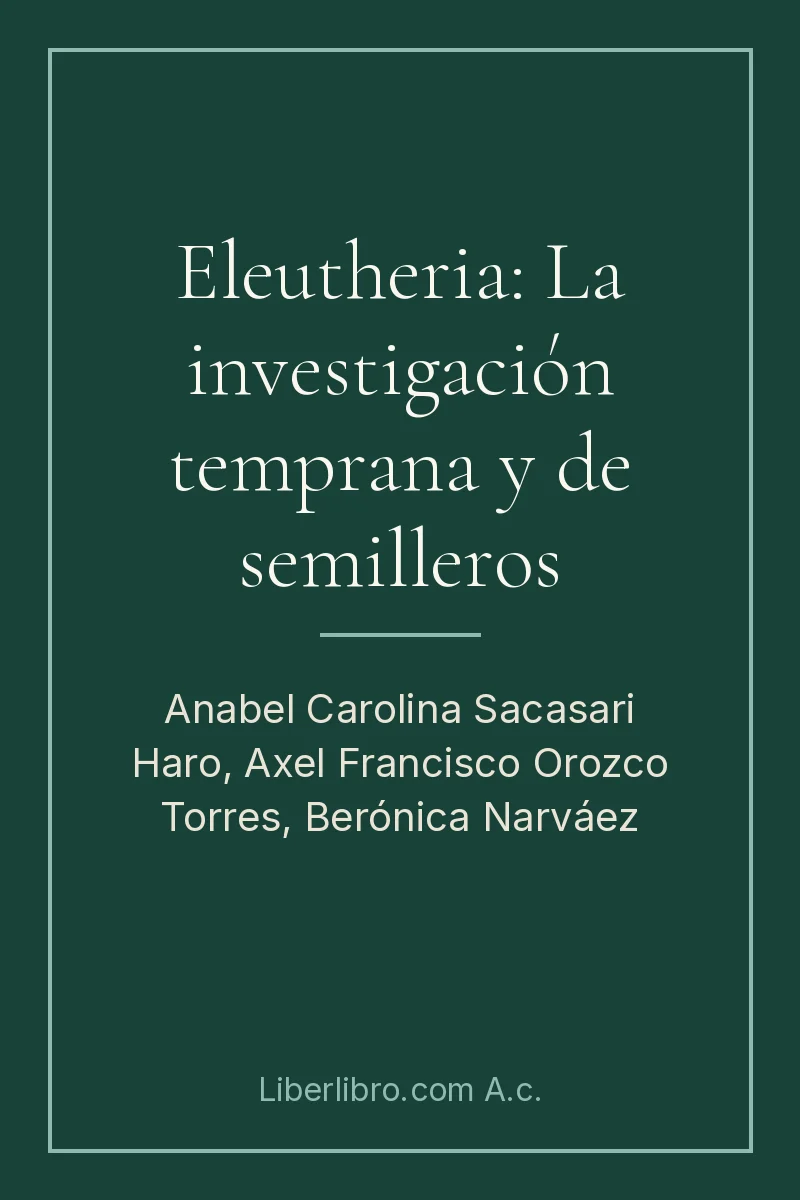 Eleutheria: La
investigación
temprana y de
semilleros
Anabel Carolina Sacasari
Haro, Axel Francisco Orozco
Torres, Berónica Narváez
Liberlibro.com A.c.